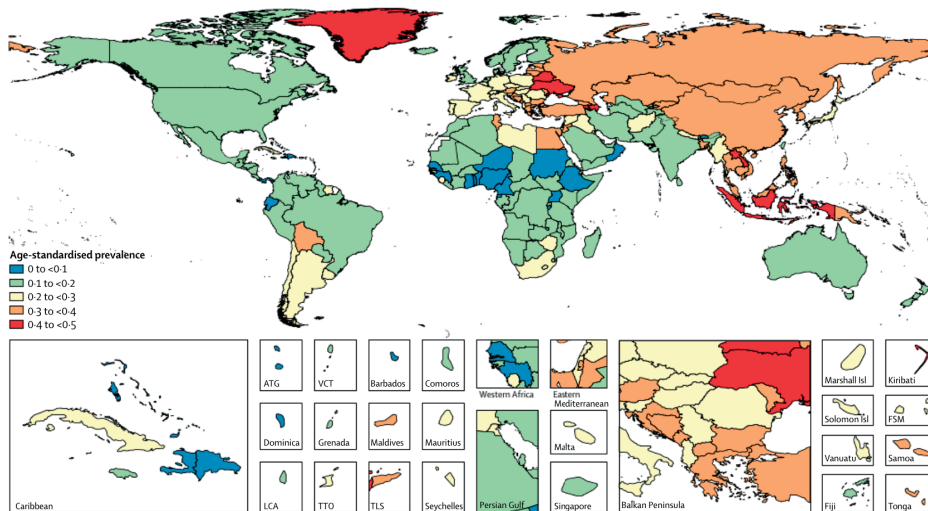 Age-standardised prevalence
0 to <0·1
0·1 to <0·2
0·2 to <0·3
0·3 to <0·4
0·4 to <0·5
Caribbean
ATG
VCT
Barbados
Comoros
Dominica
Grenada
Maldives
Mauritius
LCA
TTO
TLS
Seychelles
Western Africa
Eastern
Mediterranean
Persian Gulf
Malta
Singapore
Balkan Peninsula
Marshall Isl
Kiribati
Solomon Isl
FSM
Vanuatu
Samoa
Fiji
Tonga